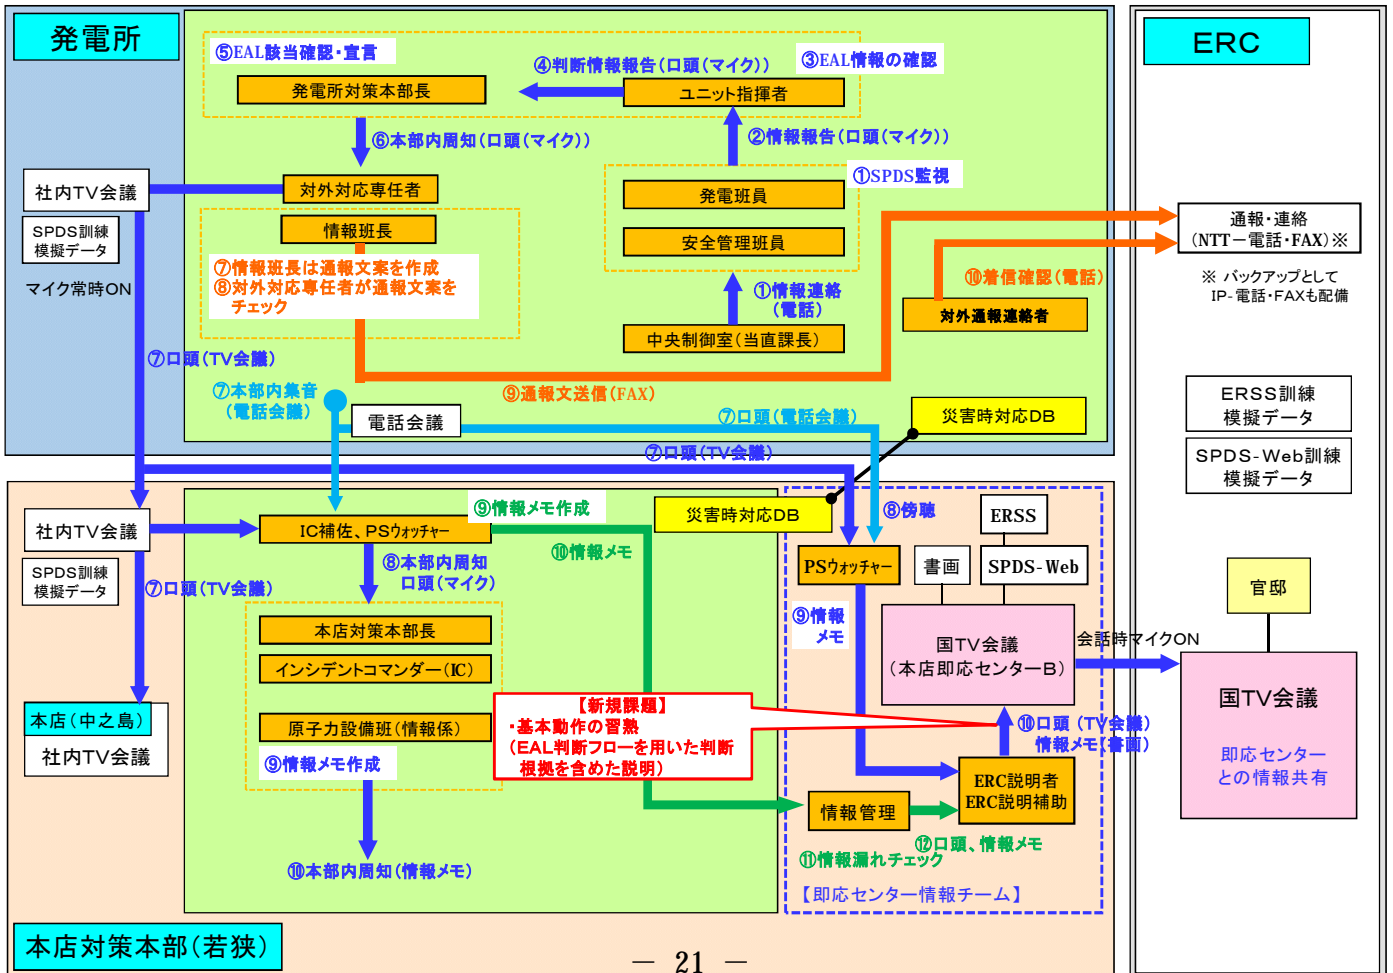 発電所
⑤EAL該当確認・宣言
③EAL情報の確認
④判断情報報告(口頭(マイク))
発電所対策本部長
ユニット指揮者
⑥本部内周知(口頭(マイク))
②情報報告(口頭(マイク))
①SPDS監視
社内TV会議
対外対応専任者
発電班員
SPDS訓練
模擬データ
情報班長
安全管理班員
マイク常時ON
⑦情報班長は通報文案を作成
⑧対外対応専任者が通報文案を
チェック
①情報連絡
(電話)
中央制御室(当直課長)
⑩着信確認(電話)
対外通報連絡者
⑦口頭(TV会議)
⑦本部内集音
(電話会議)
⑨通報文送信(FAX)
電話会議
⑦口頭(電話会議)
災害時対応DB
⑦口頭(TV会議)
ERC
通報・連絡
(NTT-電話・FAX)※
※ バックアップとして
IP-電話・FAXも配備
ERSS訓練
模擬データ
SPDS-Web訓練
模擬データ
社内TV会議
SPDS訓練
模擬データ
⑦口頭(TV会議)
IC補佐、PSウォッチャー
⑨情報メモ作成
⑩情報メモ
⑧本部内周知
口頭(マイク)
災害時対応DB
⑧傍聴
ERSS
PSウォッチャー
書画
SPDS-Web
⑨情報
メモ
国TV会議
(本店即応センターB)
会話時マイクON
官邸
国TV会議
即応センター
との情報共有
本店対策本部長
インシデントコマンダー(IC)
原子力設備班(情報係)
⑨情報メモ作成
⑩本部内周知(情報メモ)
【新規課題】
・基本動作の習熟
(EAL判断フローを用いた判断
根拠を含めた説明)
本店(中之島)
社内TV会議
⑩口頭 (TV会議)
情報メモ(書画)
ERC説明者
ERC説明補助
情報管理
⑫口頭、情報メモ
⑪情報漏れチェック
【即応センター情報チーム】
本店対策本部(若狭)
― 21 ―